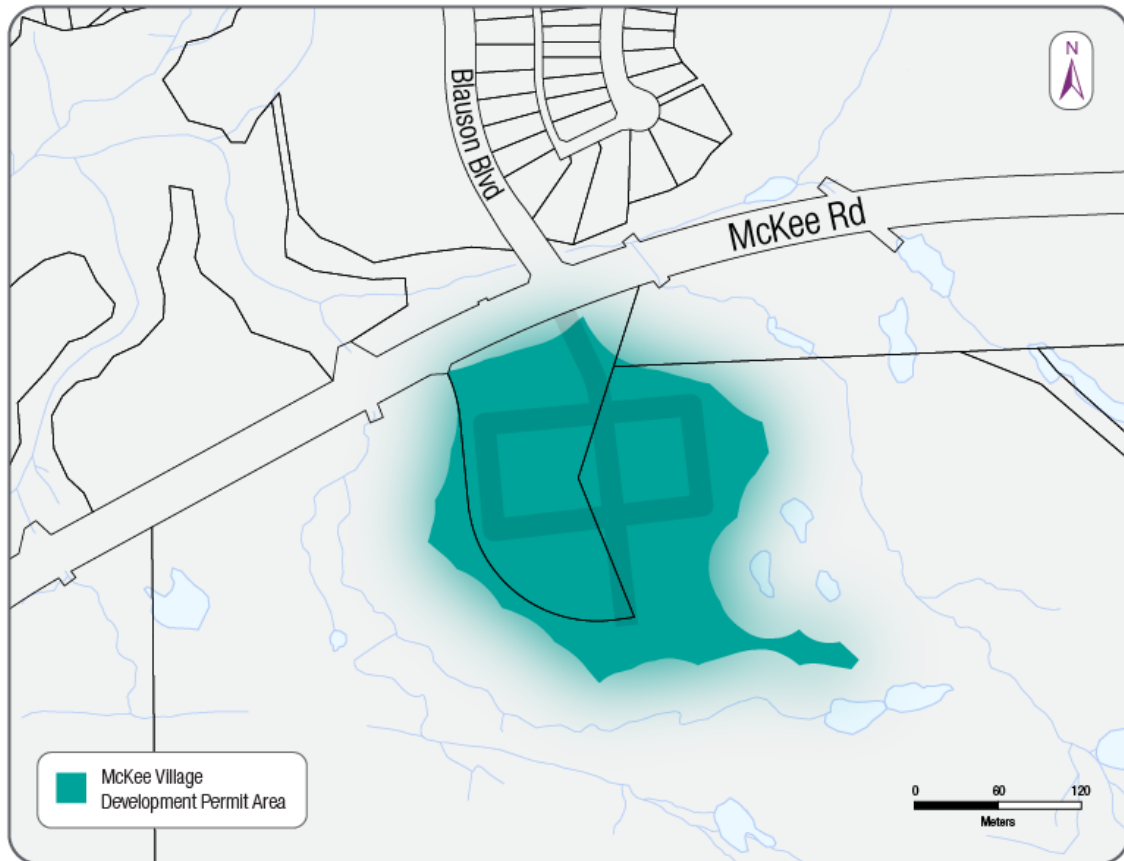 N
Blauson Blvd
McKee Rd
McKee Village
Development Permit Area
0 60 120
Meters